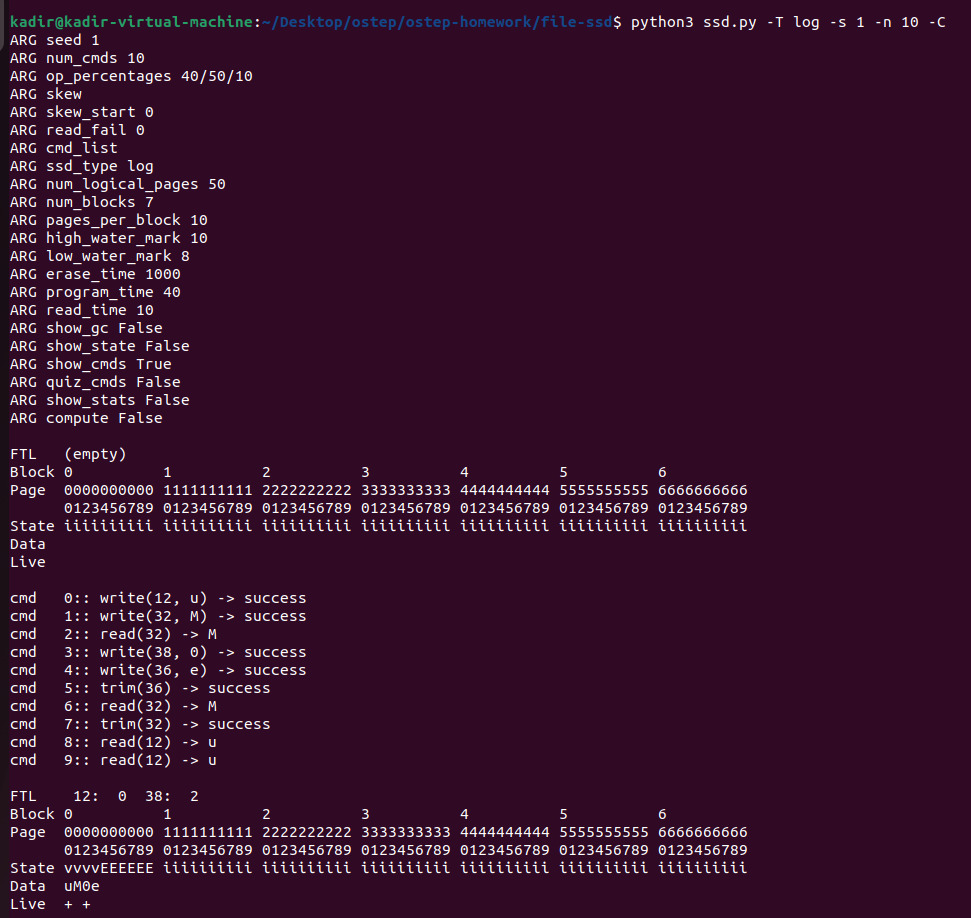 kadir@kadir-virtual-machine:~/Desktop/ostep/ostep-homework/file-ssd$ python3 ssd.py -T log -s 1 -n 10 -C
ARG seed 1
ARG num_cmds 10
ARG op_percentages 40/50/10
ARG skew
ARG skew_start 0
ARG read_fail 0
ARG cmd_list
ARG ssd_type log
ARG num_logical_pages 50
ARG num_blocks 7
ARG pages_per_block 10
ARG high_water_mark 10
ARG low_water_mark 8
ARG erase_time 1000
ARG program_time 40
ARG read_time 10
ARG show_gc False
ARG show_state False
ARG show_cmds True
ARG quiz_cmds False
ARG show_stats False
ARG compute False

FTL   (empty)
Block 0          1          2          3          4          5          6
Page  0000000000 1111111111 2222222222 3333333333 4444444444 5555555555 6666666666
      0123456789 0123456789 0123456789 0123456789 0123456789 0123456789 0123456789
State iiiiiiiiii iiiiiiiiii iiiiiiiiii iiiiiiiiii iiiiiiiiii iiiiiiiiii iiiiiiiiii
Data
Live

cmd   0:: write(12, u) -> success
cmd   1:: write(32, M) -> success
cmd   2:: read(32) -> M
cmd   3:: write(38, 0) -> success
cmd   4:: write(36, e) -> success
cmd   5:: trim(36) -> success
cmd   6:: read(32) -> M
cmd   7:: trim(32) -> success
cmd   8:: read(12) -> u
cmd   9:: read(12) -> u

FTL    12:  0  38:  2
Block 0          1          2          3          4          5          6
Page  0000000000 1111111111 2222222222 3333333333 4444444444 5555555555 6666666666
      0123456789 0123456789 0123456789 0123456789 0123456789 0123456789 0123456789
State vvvvEEEEEE iiiiiiiiii iiiiiiiiii iiiiiiiiii iiiiiiiiii iiiiiiiiii iiiiiiiiii
Data  uM0e
Live  + +